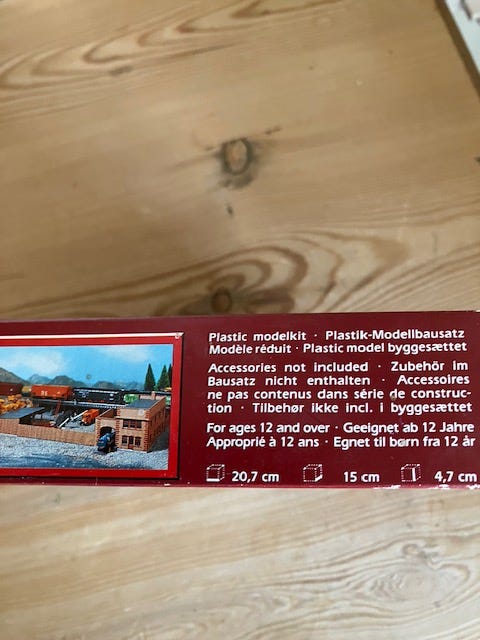 Plastic modelkit · Plastik-Modellbausatz
Modèle réduit · Plastic model byggesættet
Accessories not included · Zubehör im
Bausatz nicht enthalten · Accessoires
ne pas contenus dans série de construc-
tion · Tilbehør ikke incl. i byggesættet
For ages 12 and over · Geeignet ab 12 Jahre
Approprié à 12 ans · Egnet til børn fra 12 år
20,7 cm 15 cm 4,7 cm